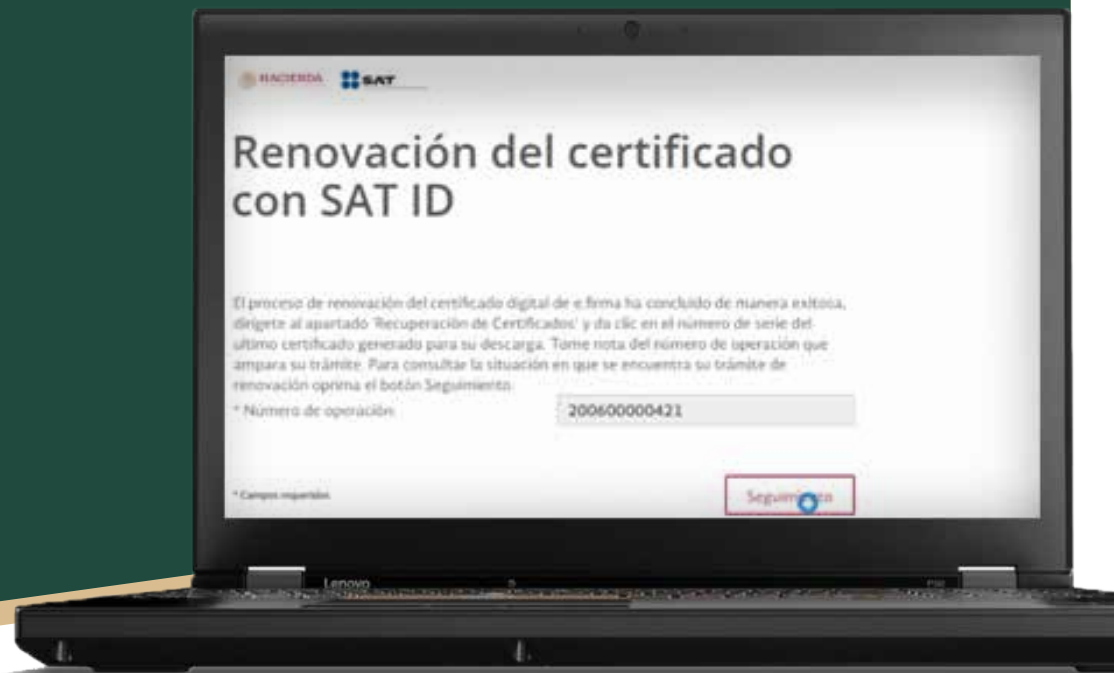 HACIENDA SAT
Renovación del certificado
con SAT ID
El proceso de renovación del certificado digital de e.firma ha concluido de manera exitosa,
dirígete al apartado 'Recuperación de Certificados' y da clic en el número de serie del
ultimo certificado generado para su descarga. Tome nota del número de operación que
ampara su trámite. Para consultar la situación en que se encuentra su trámite de
renovación oprima el botón Seguimiento.
* Número de operación: 200600000421
* Campos requeridos Seguimiento
Lenovo P50